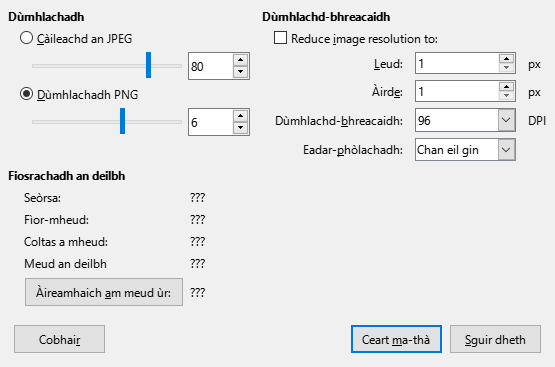 Dùmhlachadh
Càileachd an JPEG
80
Dùmhlachadh PNG
6
Dùmhlachd-bhreacaidh
Reduce image resolution to:
Leud: 1 px
Àirde: 1 px
Dùmhlachd-bhreacaidh: 96 DPI
Eadar-phòlachadh: Chan eil gin
Fiosrachadh an deilbh
Seòrsa: ???
Fìor-mheud: ???
Coltas a mheud: ???
Meud an deilbh ???
Àireamhaich am meud ùr: ???
Cobhair
Ceart ma-thà
Sguir dheth